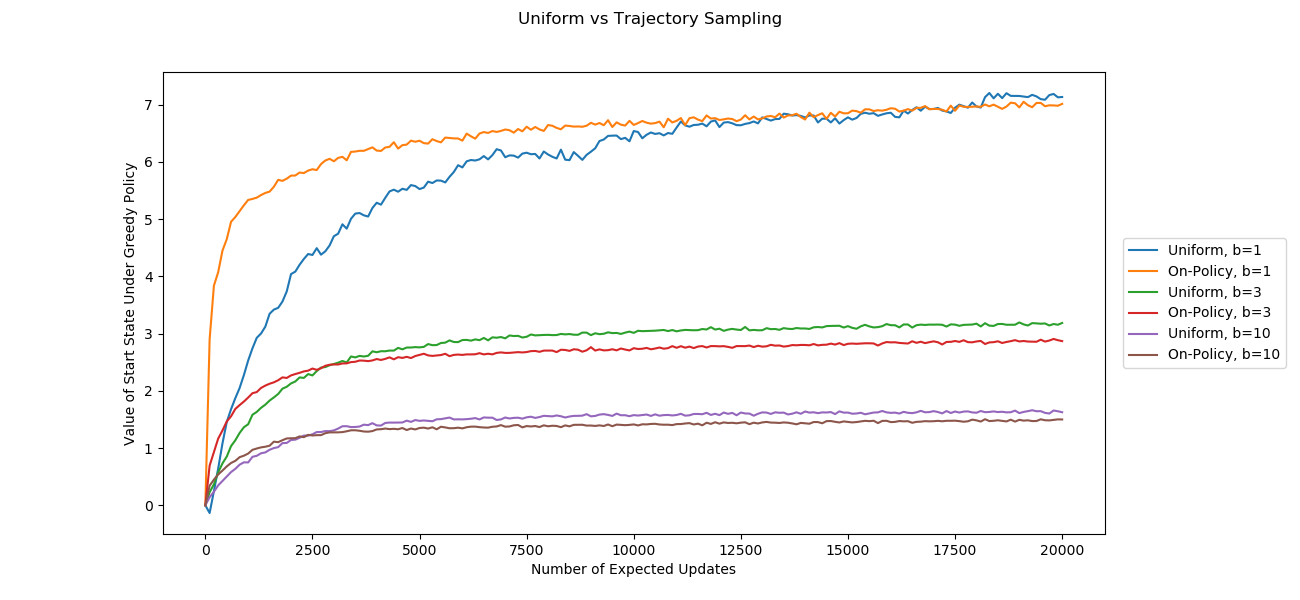 Uniform vs Trajectory Sampling
Value of Start State Under Greedy Policy
7
6
5
4
3
2
1
0
0 2500 5000 7500 10000 12500 15000 17500 20000
Number of Expected Updates
Uniform, b=1
On-Policy, b=1
Uniform, b=3
On-Policy, b=3
Uniform, b=10
On-Policy, b=10